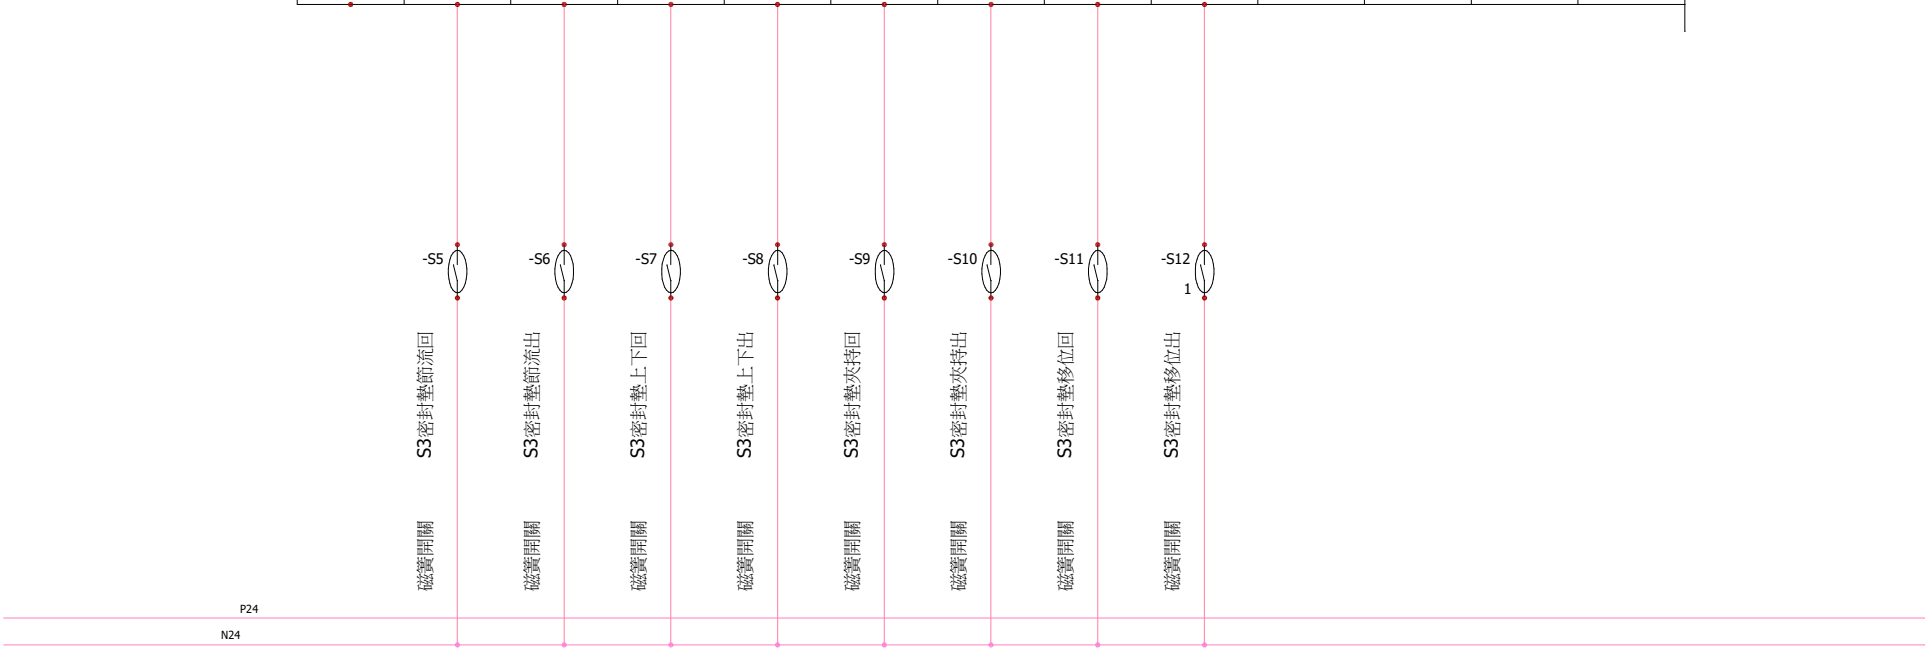 -S5
-S6
-S7
-S8
-S9
-S10
-S11
-S12
1
S3密封墊節流回
S3密封墊節流出
S3密封墊上下回
S3密封墊上下出
S3密封墊夾持回
S3密封墊夾持出
S3密封墊移位回
S3密封墊移位出
磁簧開關
磁簧開關
磁簧開關
磁簧開關
磁簧開關
磁簧開關
磁簧開關
磁簧開關
P24
N24